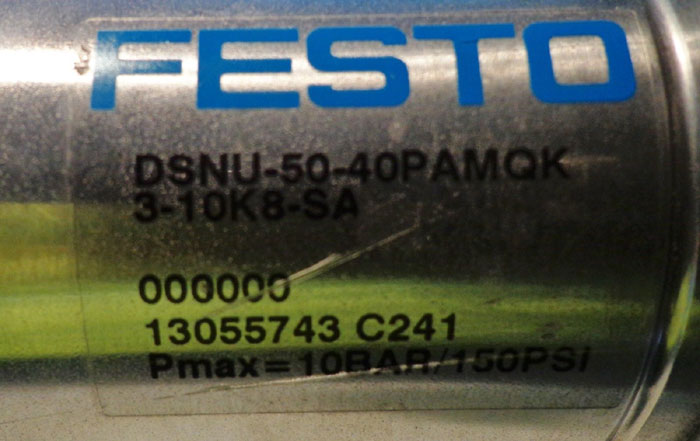 FESTO
DSNU-50-40PAMQK
3-10K8-SA
000000
13055743 C241
Pmax=10BAR/150PSi